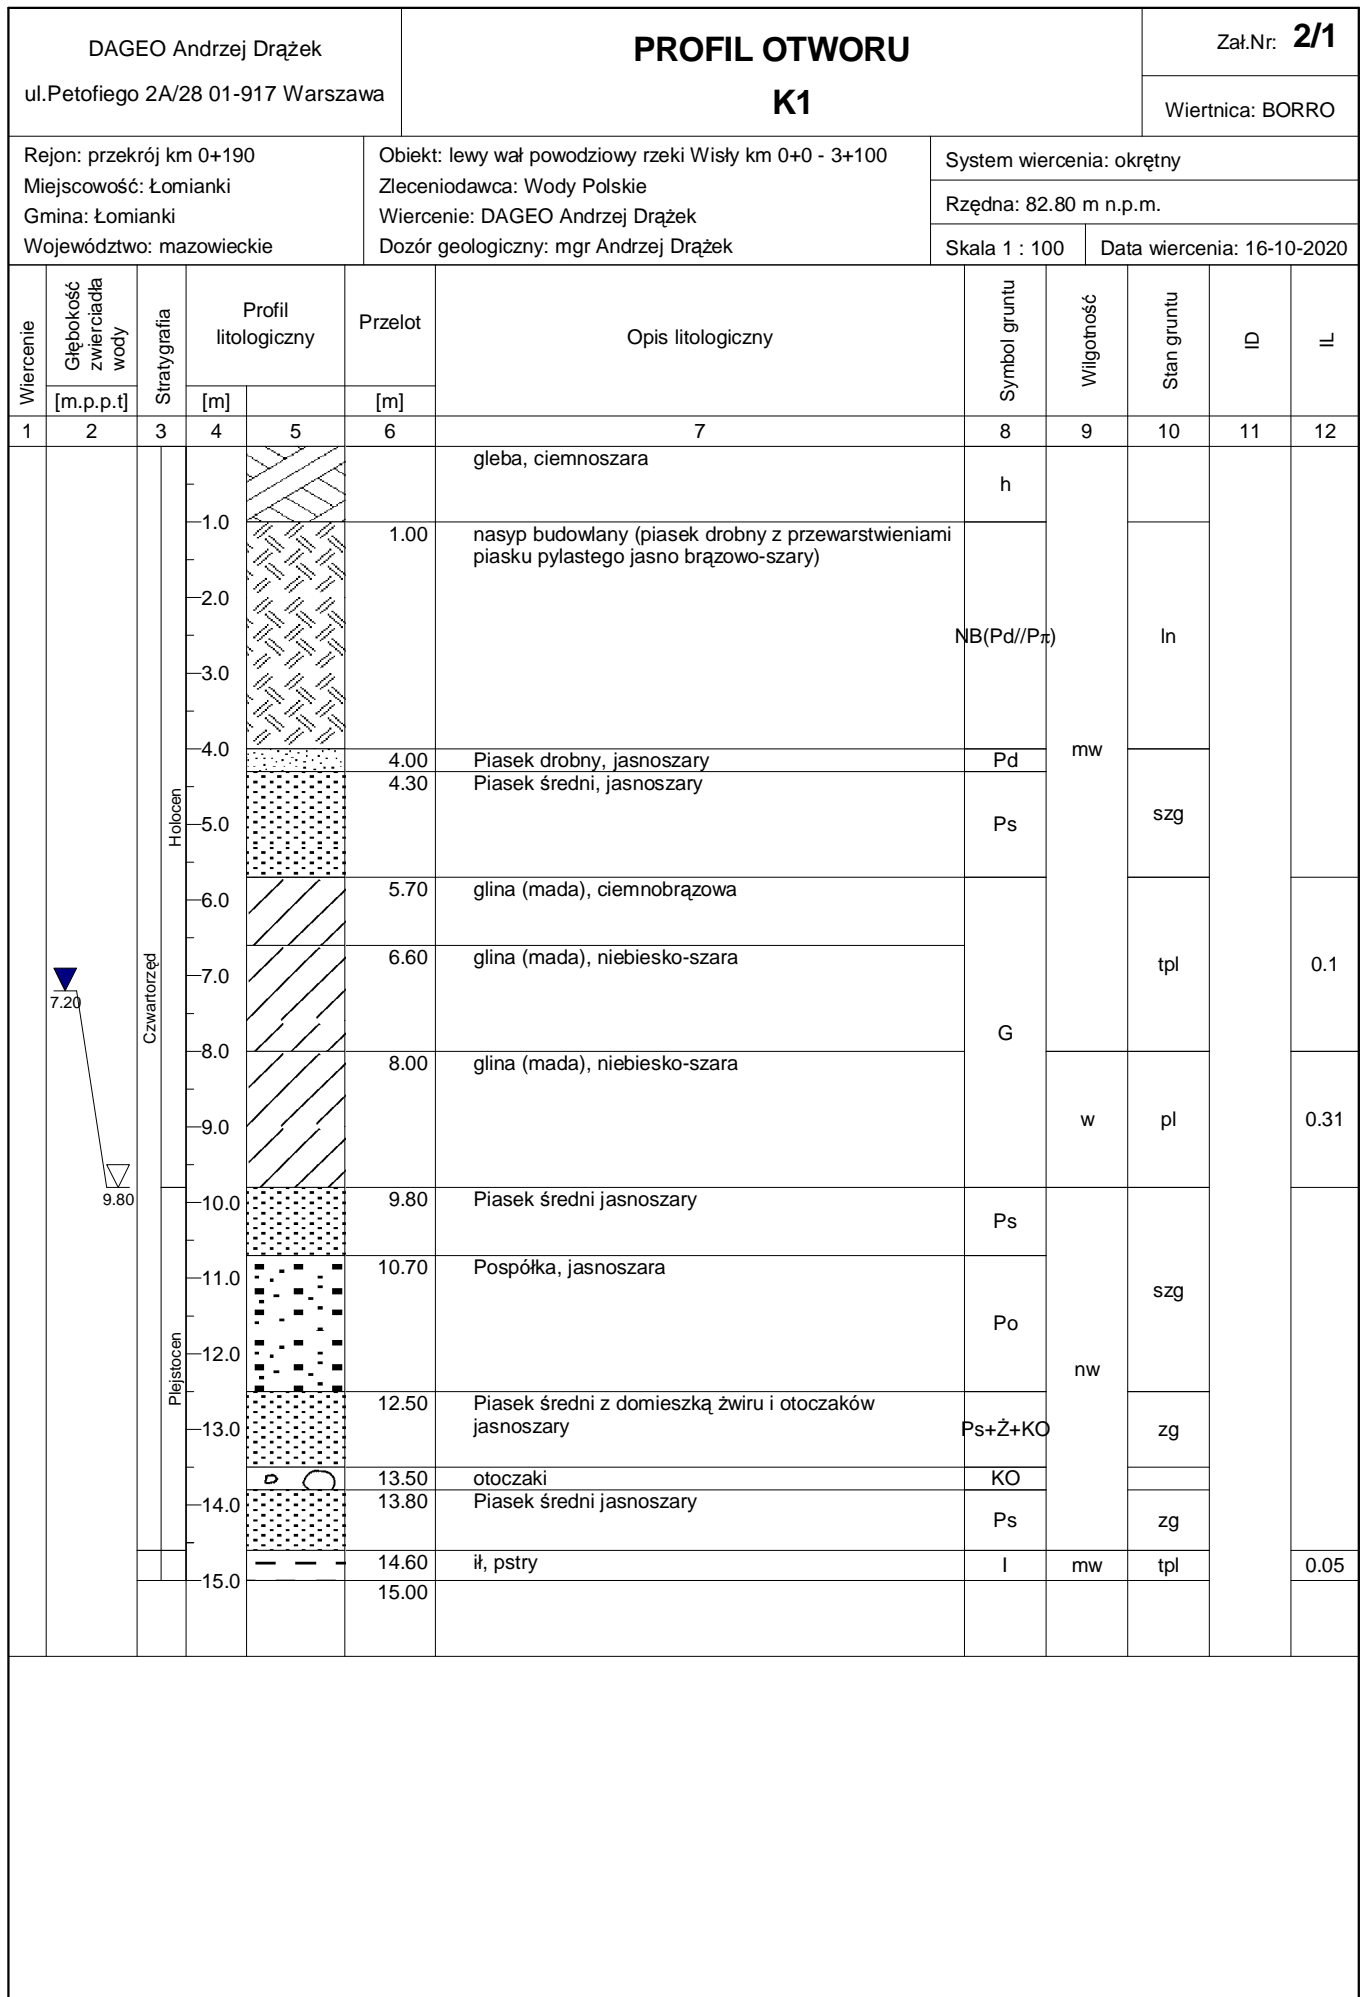 DAGEO Andrzej Drążek
ul.Petofiego 2A/28 01-917 Warszawa
PROFIL OTWORU
K1
Zał.Nr: 2/1
Wiertnica: BORRO
Rejon: przekrój km 0+190
Miejscowość: Łomianki
Gmina: Łomianki
Województwo: mazowieckie
Obiekt: lewy wał powodziowy rzeki Wisły km 0+0 - 3+100
Zleceniodawca: Wody Polskie
Wiercenie: DAGEO Andrzej Drążek
Dozór geologiczny: mgr Andrzej Drążek
System wiercenia: okrętny
Rzędna: 82.80 m n.p.m.
Skala 1 : 100
Data wiercenia: 16-10-2020
Wiercenie
Głębokość
zwierciadła
wody
[m.p.p.t]
Stratygrafia
Profil
litologiczny
[m]
Przelot
[m]
Opis litologiczny
Symbol gruntu
Wilgotność
Stan gruntu
ID
IL
1 2 3 4 5 6 7 8 9 10 11 12
gleba, ciemnoszara
h
1.0
1.00 nasyp budowlany (piasek drobny z przewarstwieniami
piasku pylastego jasno brązowo-szary)
2.0
NB(Pd//Pπ)
ln
3.0
4.0
mw
4.00 Piasek drobny, jasnoszary Pd
4.30 Piasek średni, jasnoszary
Holocen
5.0
Ps
szg
5.70 glina (mada), ciemnobrązowa
6.0
6.60 glina (mada), niebiesko-szara
Czwartorzęd
7.0
tpl
0.1
7.20
G
8.0
8.00 glina (mada), niebiesko-szara
9.0
w
pl
0.31
9.80
10.0
9.80 Piasek średni jasnoszary
Ps
10.70 Pospółka, jasnoszara
11.0
szg
Po
12.0
Plejstocen
nw
12.50 Piasek średni z domieszką żwiru i otoczaków
jasnoszary
13.0
Ps+Ż+KO
zg
13.50 otoczaki KO
13.80 Piasek średni jasnoszary
14.0
Ps
zg
14.60 ił, pstry I mw tpl 0.05
15.0
15.00